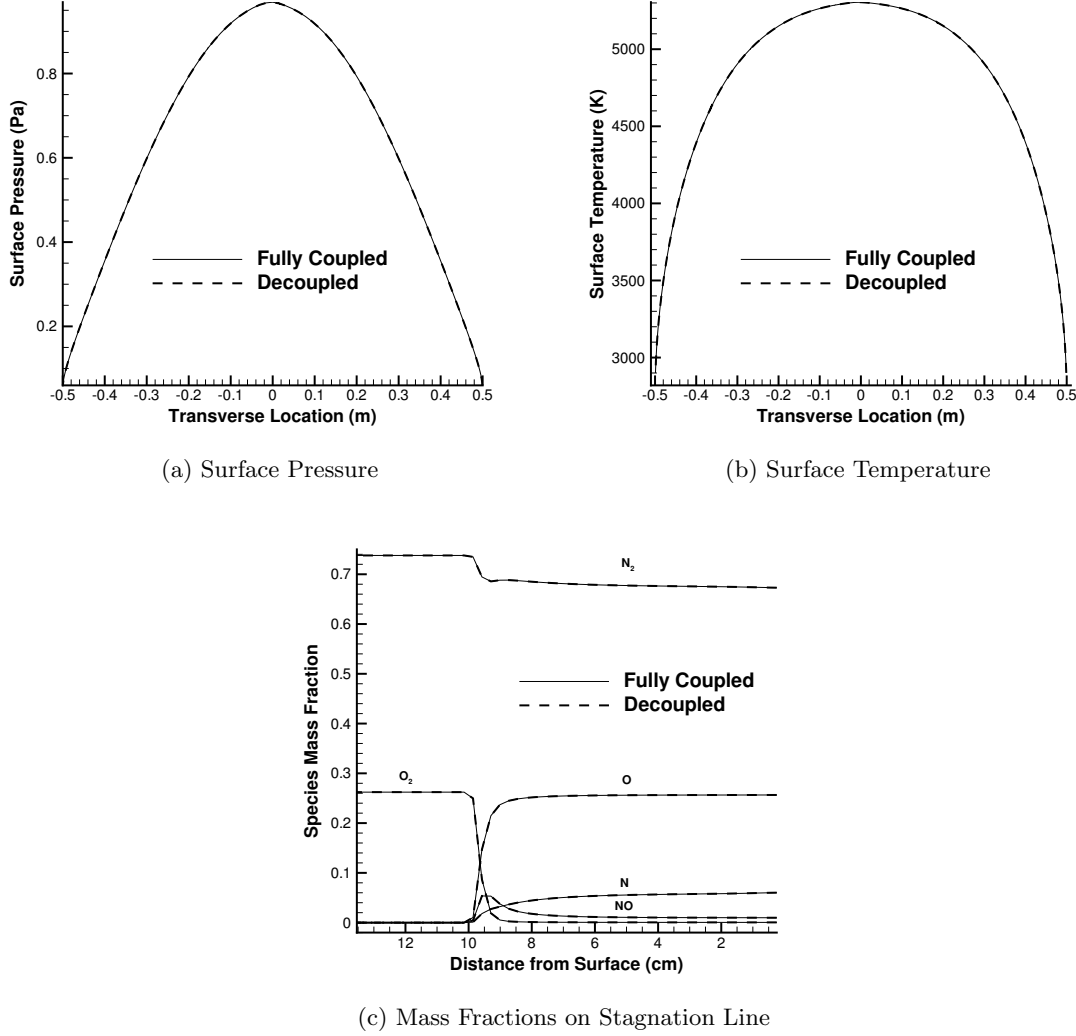 Surface Pressure (Pa)
0.8
0.6
0.4
0.2
Fully Coupled
Decoupled
-0.5 -0.4 -0.3 -0.2 -0.1 0 0.1 0.2 0.3 0.4 0.5
Transverse Location (m)
(a) Surface Pressure
Surface Temperature (K)
5000
4500
4000
3500
3000
Fully Coupled
Decoupled
-0.5 -0.4 -0.3 -0.2 -0.1 0 0.1 0.2 0.3 0.4 0.5
Transverse Location (m)
(b) Surface Temperature
Species Mass Fraction
0.7
0.6
0.5
0.4
0.3
0.2
0.1
0
N₂
Fully Coupled
Decoupled
O₂
O
N
NO
12 10 8 6 4 2
Distance from Surface (cm)
(c) Mass Fractions on Stagnation Line